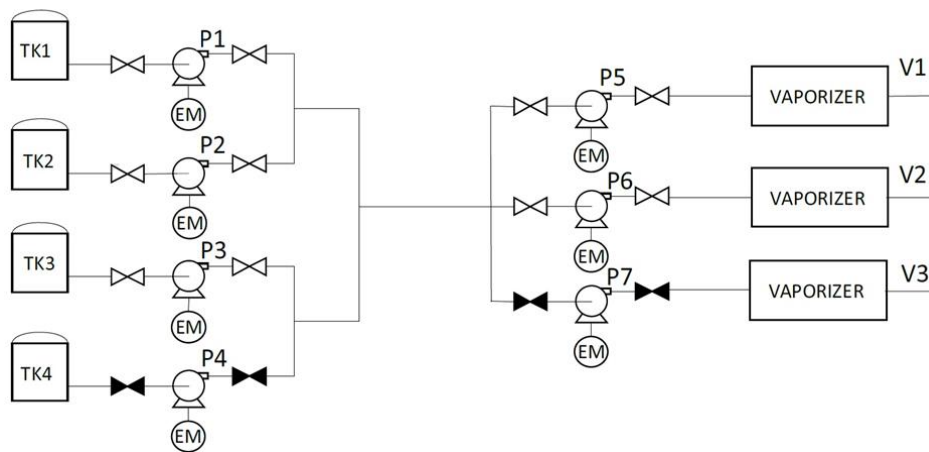 TK1
P1
EM
TK2
P2
EM
TK3
P3
EM
TK4
P4
EM
P5
EM
VAPORIZER
V1
P6
EM
VAPORIZER
V2
P7
EM
VAPORIZER
V3